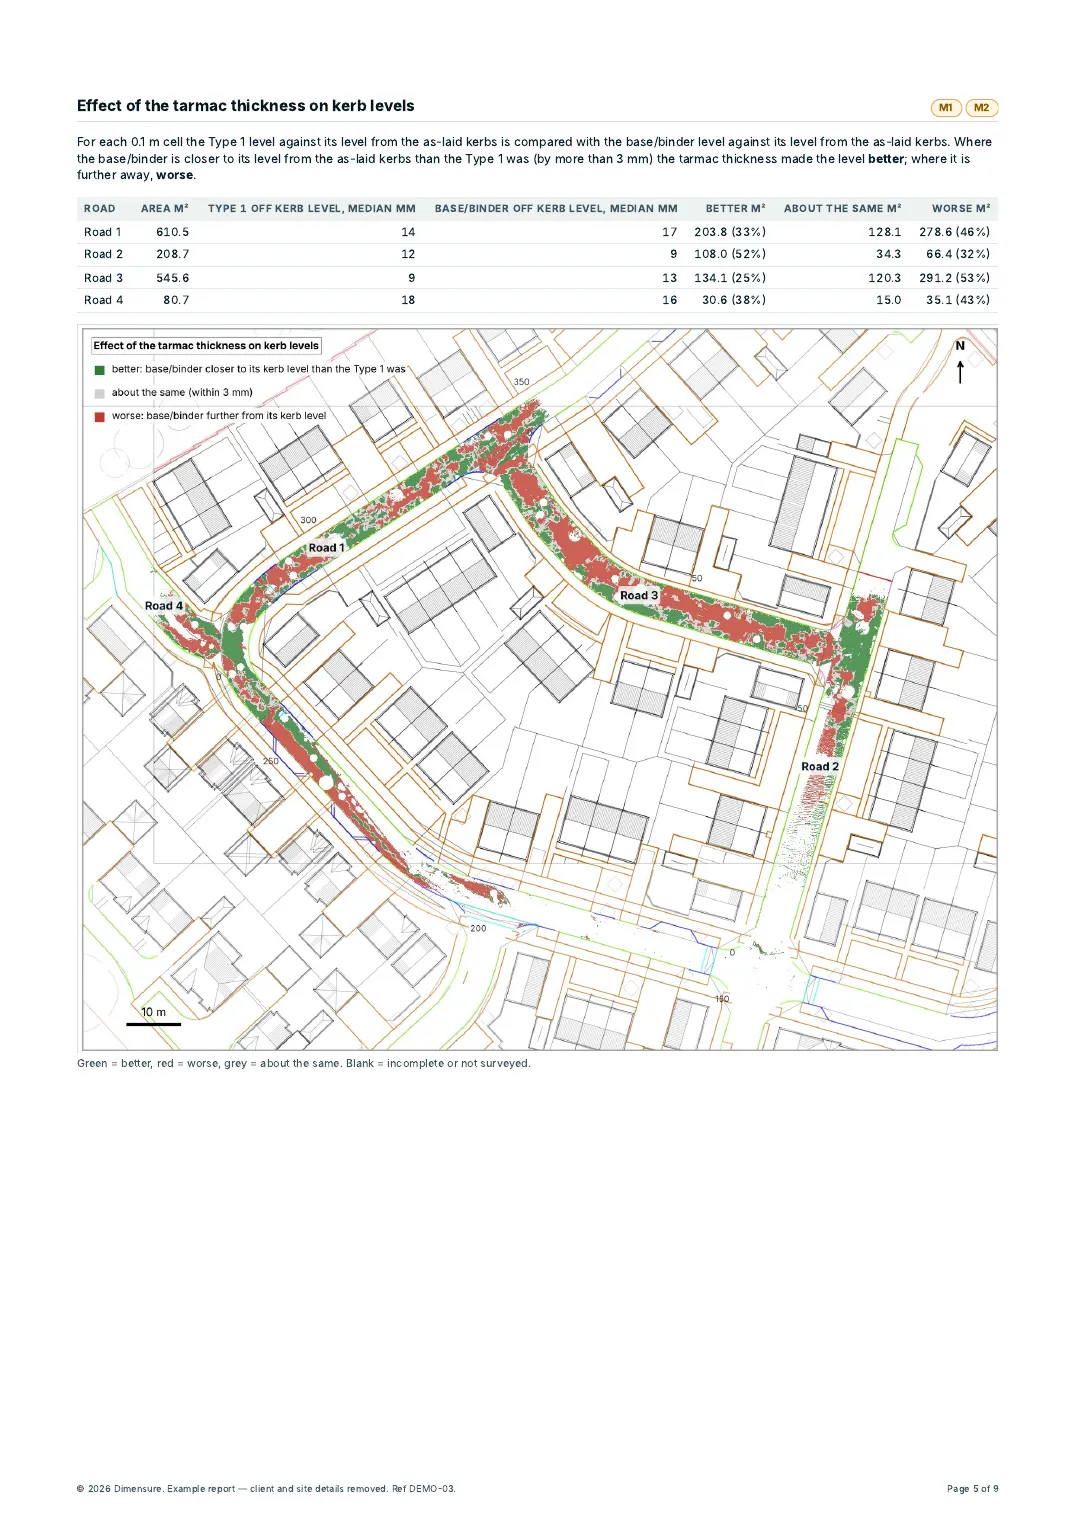 Effect of the tarmac thickness on kerb levels
M1 M2
For each 0.1 m cell the Type 1 level against its level from the as-laid kerbs is compared with the base/binder level against its level from the as-laid kerbs. Where
the base/binder is closer to its level from the as-laid kerbs than the Type 1 was (by more than 3 mm) the tarmac thickness made the level better; where it is
further away, worse.
ROAD AREA M² TYPE 1 OFF KERB LEVEL, MEDIAN MM BASE/BINDER OFF KERB LEVEL, MEDIAN MM BETTER M² ABOUT THE SAME M² WORSE M²
Road 1 610.5 14 17 203.8 (33%) 128.1 278.6 (46%)
Road 2 208.7 12 9 108.0 (52%) 34.3 66.4 (32%)
Road 3 545.6 9 13 134.1 (25%) 120.3 291.2 (53%)
Road 4 80.7 18 16 30.6 (38%) 15.0 35.1 (43%)
Effect of the tarmac thickness on kerb levels
N
better: base/binder closer to its kerb level than the Type 1 was
about the same (within 3 mm)
worse: base/binder further from its kerb level
350
300
Road 1
50
Road 3
Road 4
0
50
250
Road 2
200
0
150
10 m
Green = better, red = worse, grey = about the same. Blank = incomplete or not surveyed.
© 2026 Dimensure. Example report — client and site details removed. Ref DEMO-03.
Page 5 of 9